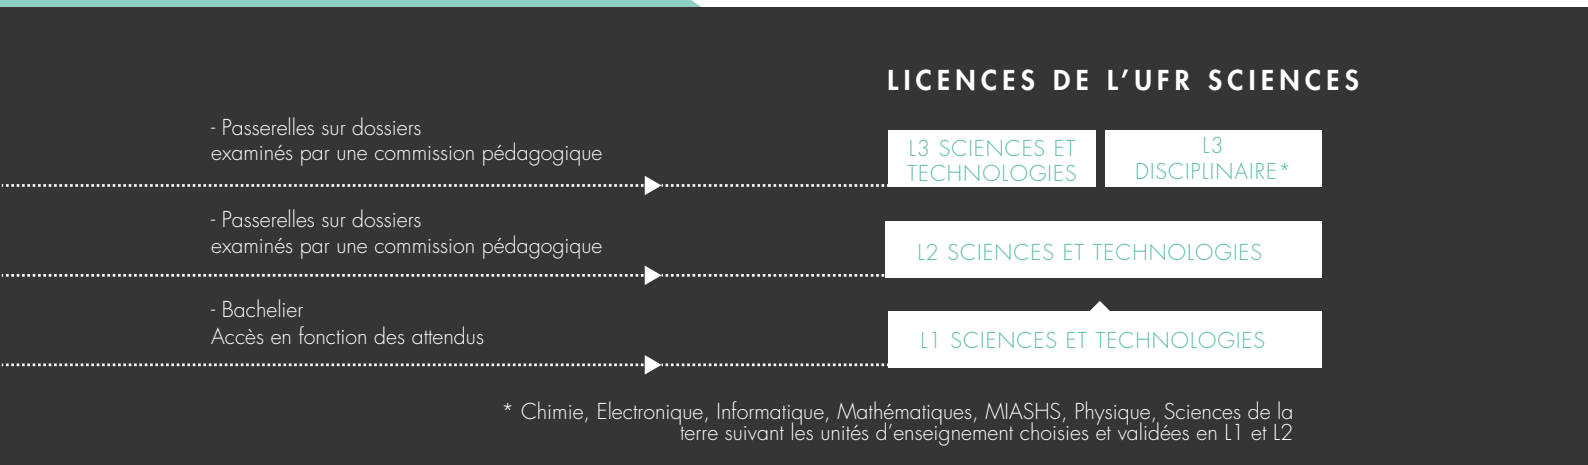 LICENCES DE L’UFR SCIENCES
- Passerelles sur dossiers
examinés par une commission pédagogique
L3 SCIENCES ET
TECHNOLOGIES
L3
DISCIPLINAIRE*
- Passerelles sur dossiers
examinés par une commission pédagogique
L2 SCIENCES ET TECHNOLOGIES
- Bachelier
Accès en fonction des attendus
L1 SCIENCES ET TECHNOLOGIES
* Chimie, Electronique, Informatique, Mathématiques, MIASHS, Physique, Sciences de la
terre suivant les unités d’enseignement choisies et validées en L1 et L2